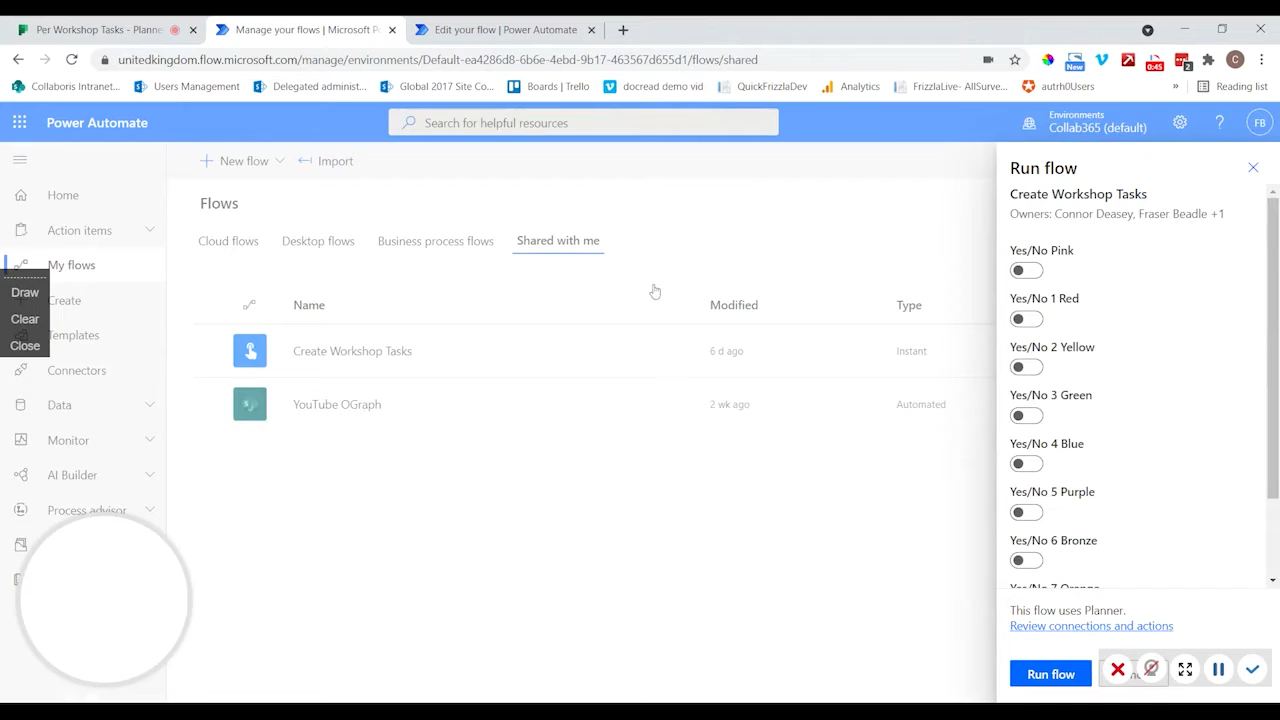 Per Workshop Tasks - Planne
Manage your flows | Microsoft P
Edit your flow | Power Automate
unitedkingdom.flow.microsoft.com/manage/environments/Default-ea4286d8-6b6e-4ebd-9b17-463567d655d1/flows/shared
New
0:45
2
C
Collaboris Intranet...
Users Management
Delegated administ...
Global 2017 Site Co...
Boards | Trello
docread demo vid
QuickFrizzlaDev
Analytics
FrizzlaLive- AllSurve...
autrh0Users
»
Reading list
Power Automate
Search for helpful resources
Environments
Collab365 (default)
?
FB
New flow
Import
Run flow
Create Workshop Tasks
Owners: Connor Deasey, Fraser Beadle +1
Home
Action items
My flows
Create
Templates
Connectors
Data
Monitor
AI Builder
Process advisor
Draw
Clear
Close
Flows
Cloud flows
Desktop flows
Business process flows
Shared with me
Name
Modified
Type
Create Workshop Tasks
6 d ago
Instant
YouTube OGraph
2 wk ago
Automated
Yes/No Pink
Yes/No 1 Red
Yes/No 2 Yellow
Yes/No 3 Green
Yes/No 4 Blue
Yes/No 5 Purple
Yes/No 6 Bronze
Yes/No 7 Orange
This flow uses Planner.
Review connections and actions
Run flow